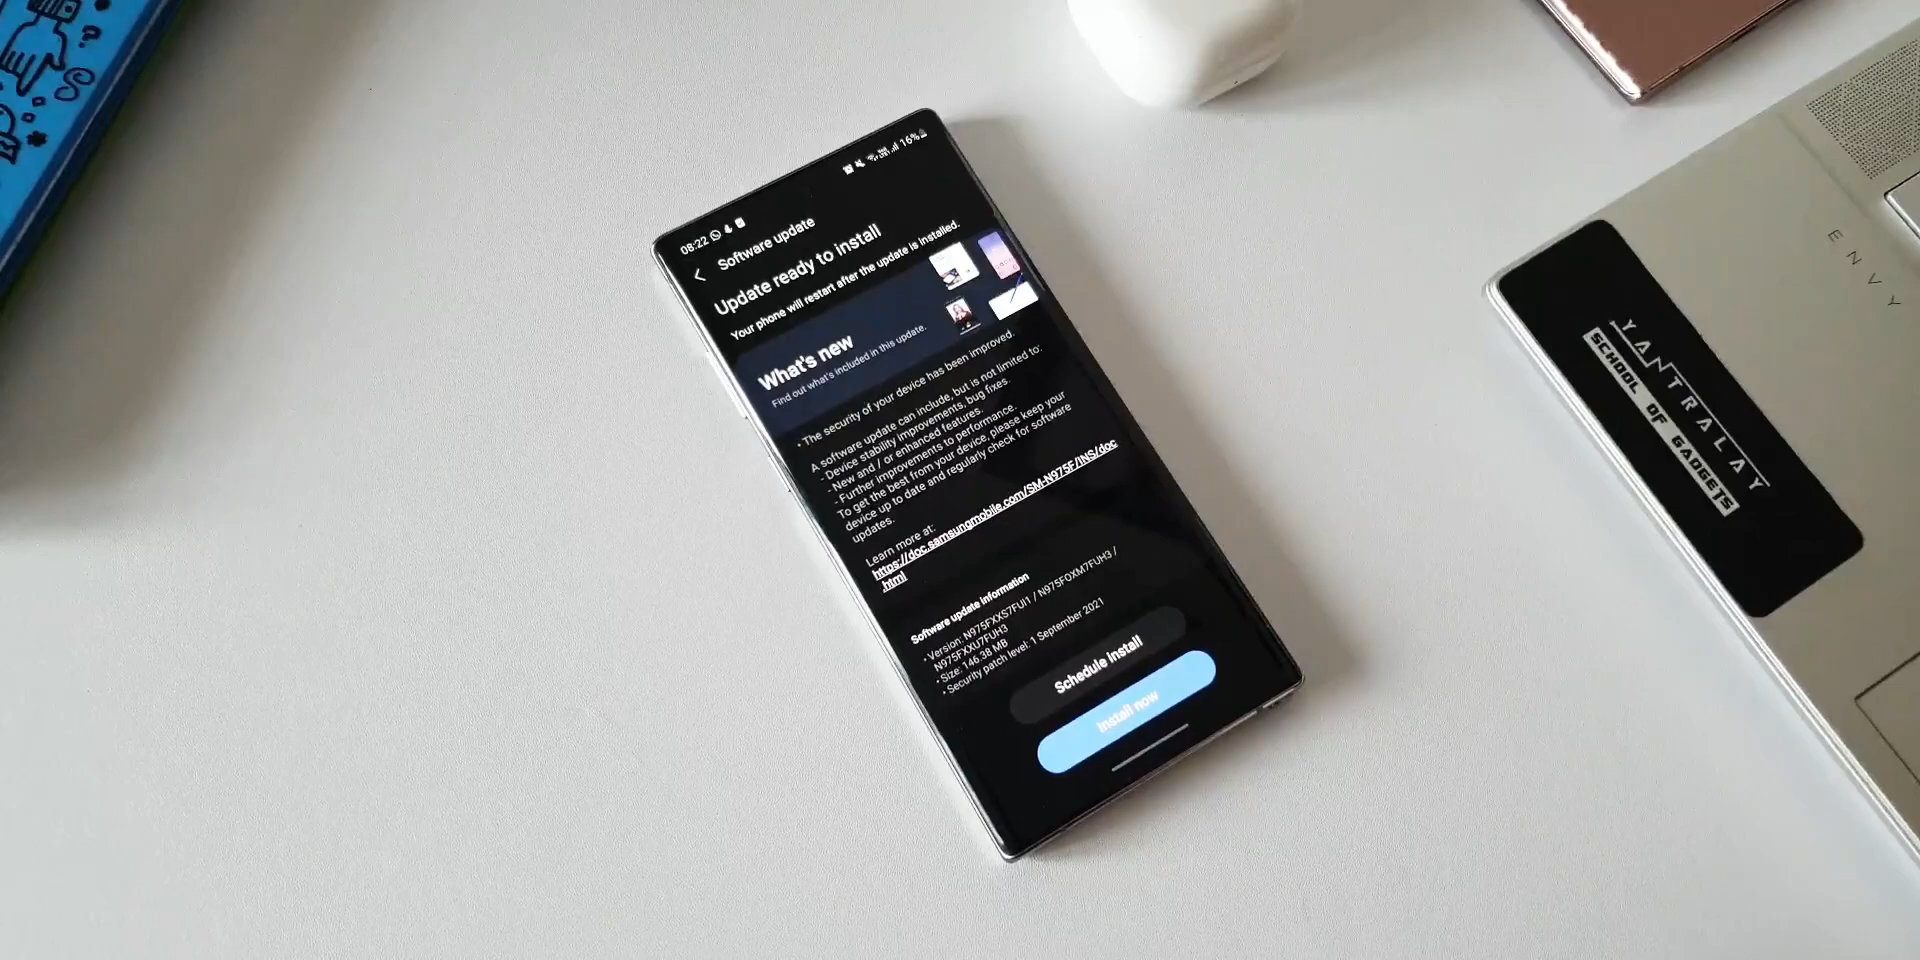 16%
08:22
Software update
Update ready to install
Your phone will restart after the update is installed.
What's new
Find out what's included in this update.
• The security of your device has been improved.
A software update can include, but is not limited to:
- Device stability improvements, bug fixes.
- New and / or enhanced features.
- Further improvements to performance.
To get the best from your device, please keep your
device up to date and regularly check for software
updates.
Learn more at:
https://doc.samsungmobile.com/SM-N975F/INS/doc
.html
Software update information
• Version: N975FXXS7FUI1 / N975FOXM7FUH3 /
N975FXXU7FUH3
• Size: 146.38 MB
• Security patch level: 1 September 2021
Schedule install
Install now
ENVY
YANTRALAY
SCHOOL OF GADGETS